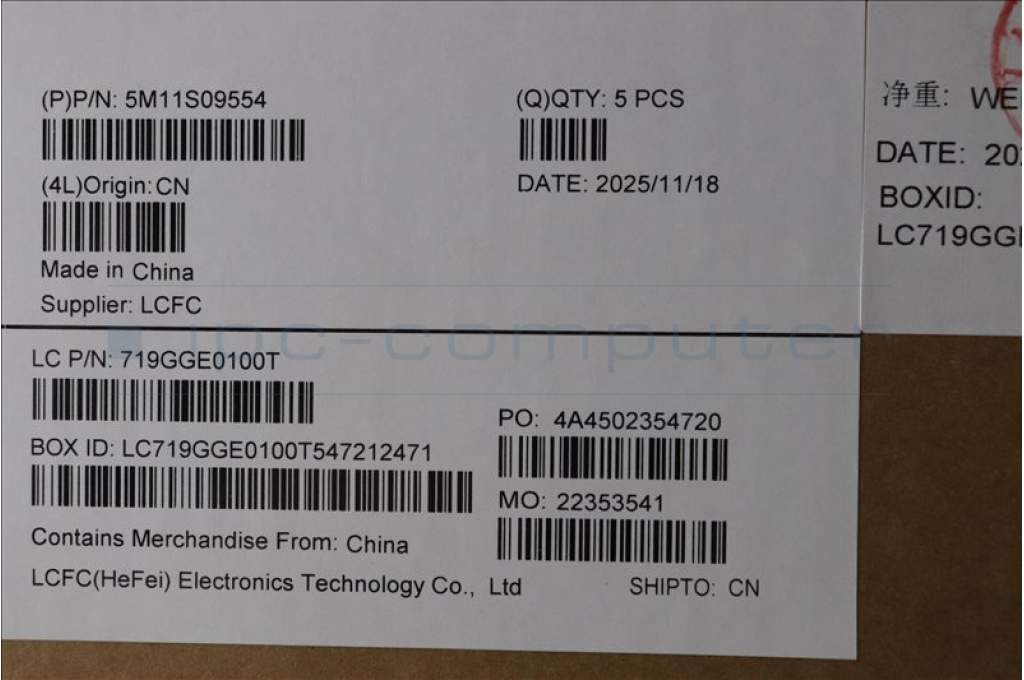 (P)P/N: 5M11S09554
(Q)QTY: 5 PCS
(4L)Origin: CN
DATE: 2025/11/18
Made in China
Supplier: LCFC
LC P/N: 719GGE0100T
PO: 4A4502354720
BOX ID: LC719GGE0100T547212471
MO: 22353541
Contains Merchandise From: China
LCFC(HeFei) Electronics Technology Co., Ltd
SHIPTO: CN
净重: WE
DATE: 20
BOXID:
LC719GG
ipc-computer